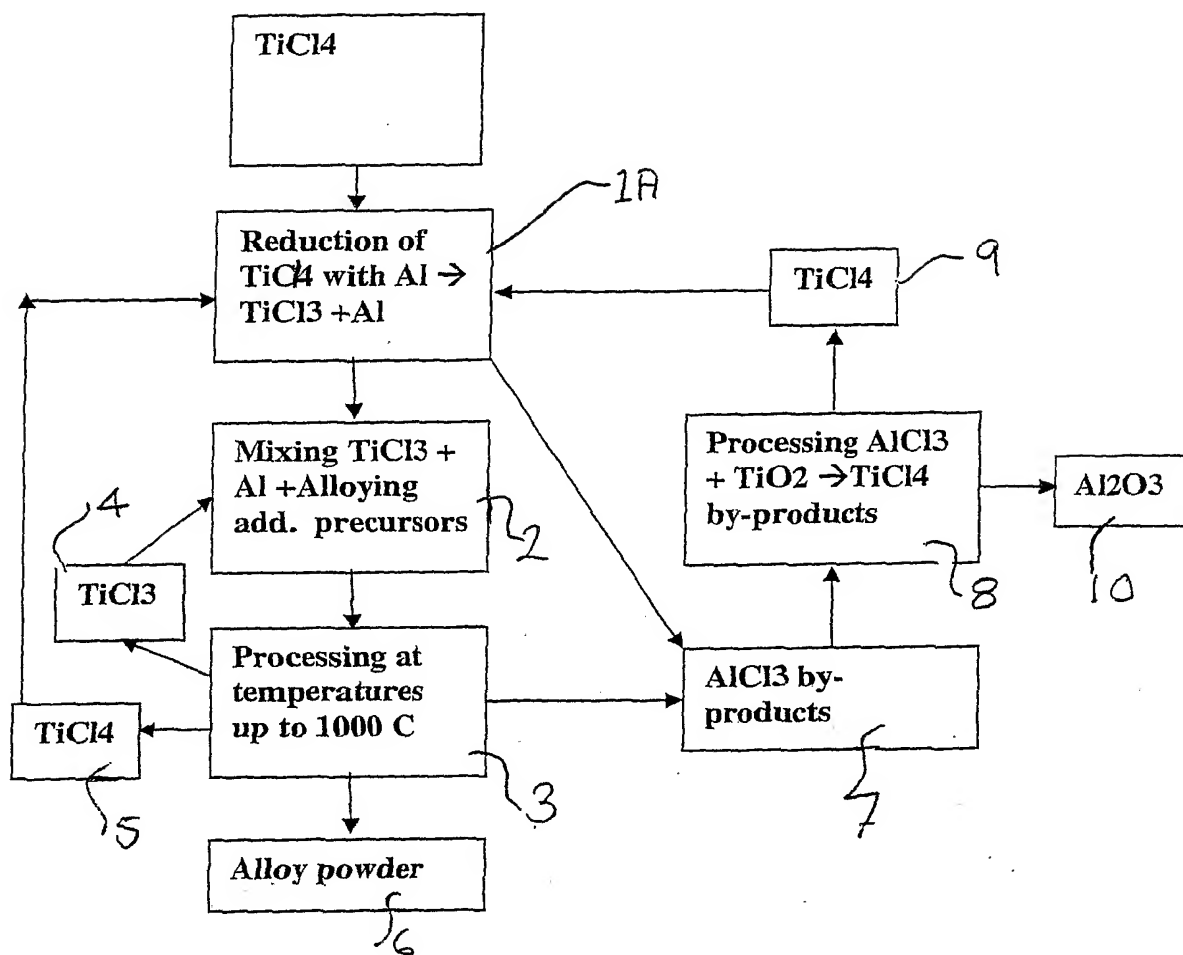 TiCl4
1A
Reduction of
TiCl4 with Al →
TiCl3 +Al
TiCl4
9
Mixing TiCl3 +
Al +Alloying
add. precursors
2
Processing AlCl3
+ TiO2 →TiCl4
by-products
8
Al2O3
10
4
TiCl3
Processing at
temperatures
up to 1000 C
3
AlCl3 by-
products
7
TiCl4
5
Alloy powder
6